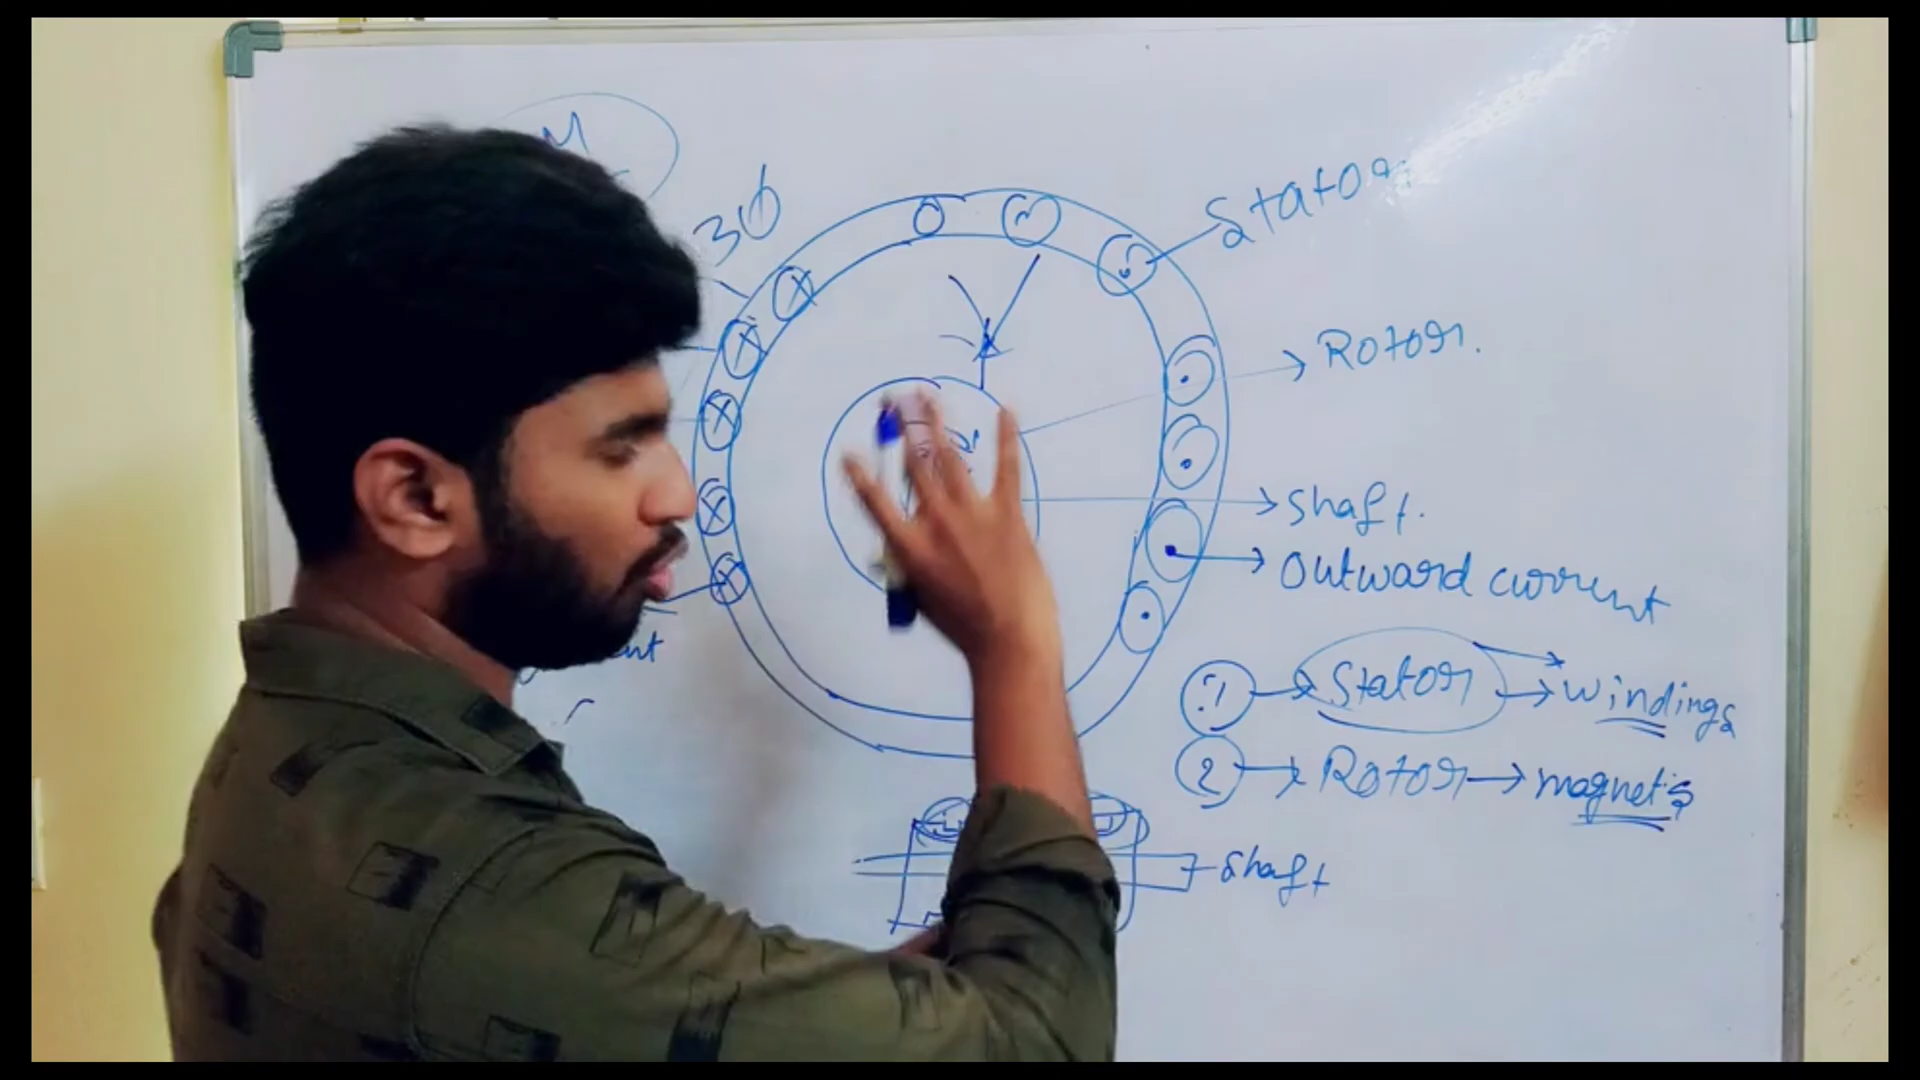 3ϕ
Stator
Rotor.
shaft.
Outward current
1 → Stator → windings
2 → Rotor → magnets
shaft